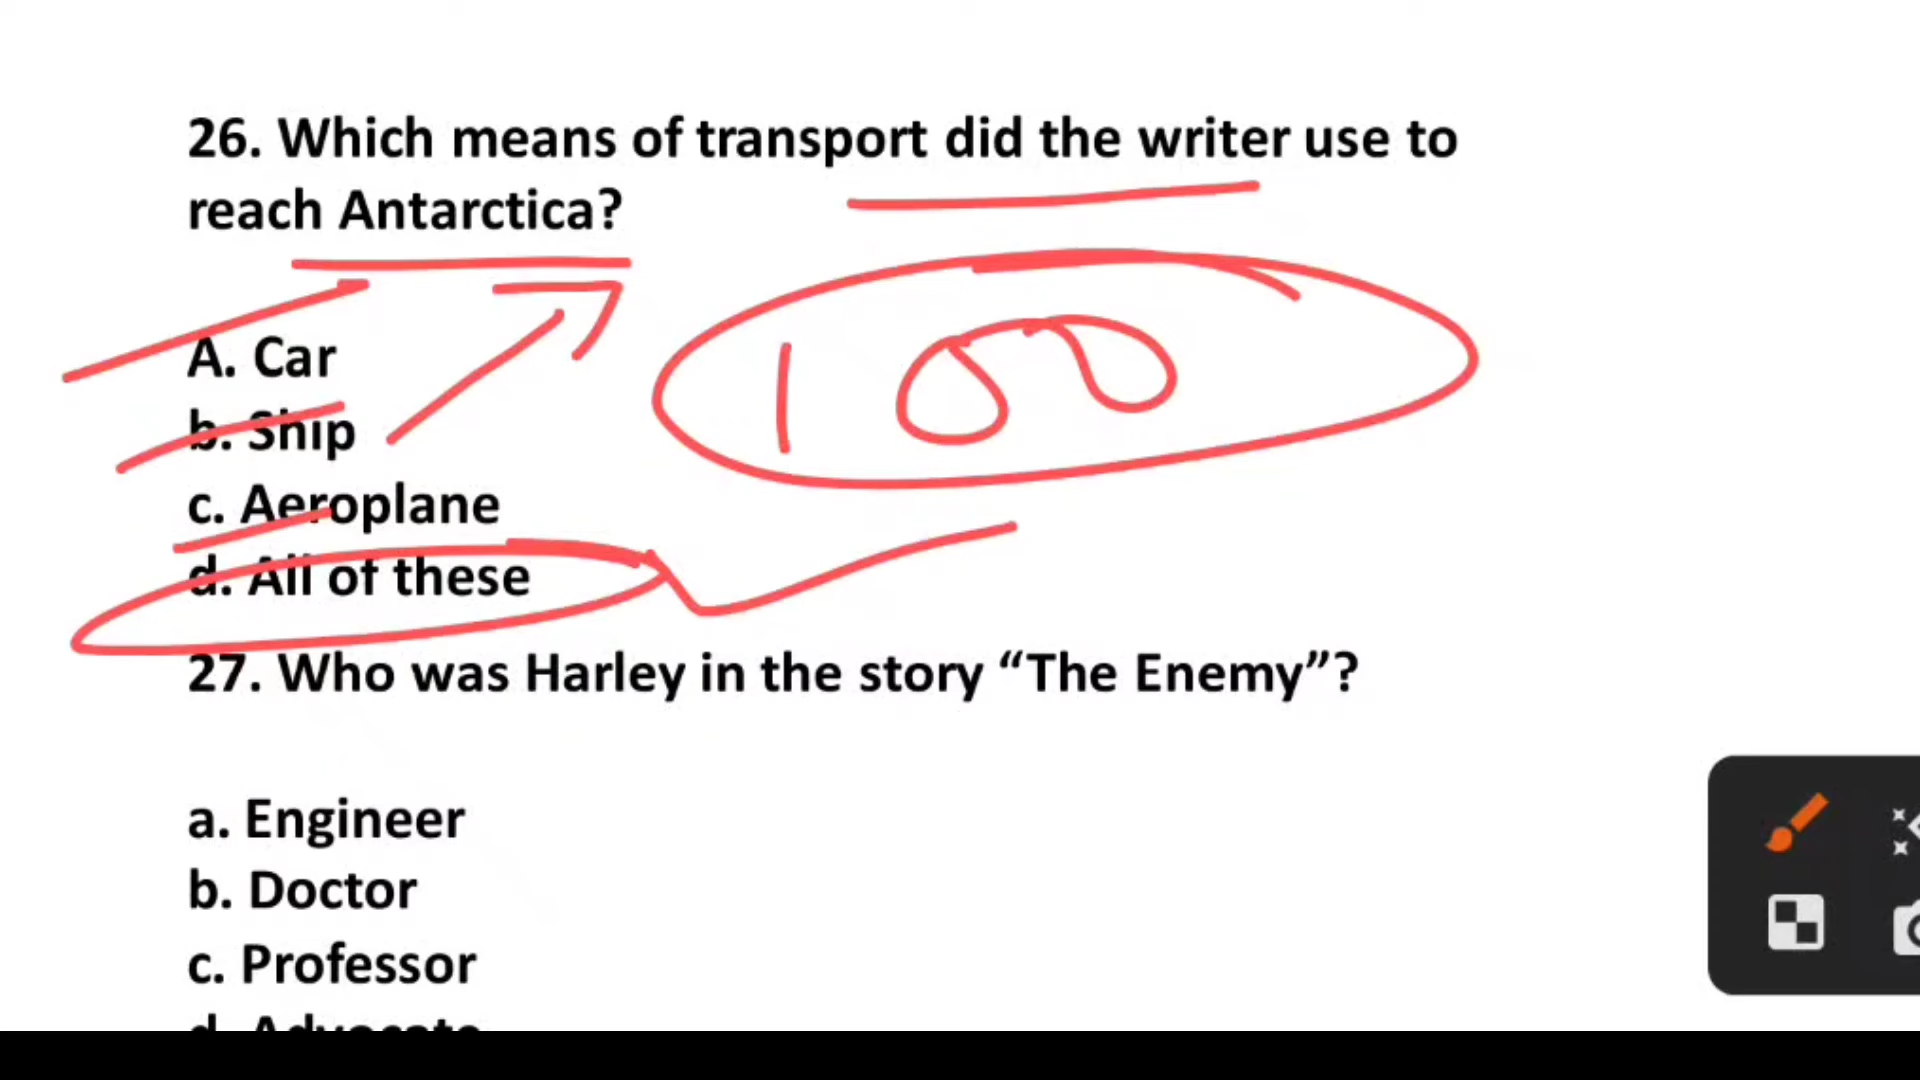 26. Which means of transport did the writer use to
reach Antarctica?
A. Car
b. Ship
100
c. Aeroplane
d. All of these
27. Who was Harley in the story “The Enemy”?
a. Engineer
b. Doctor
c. Professor
d. Advocate